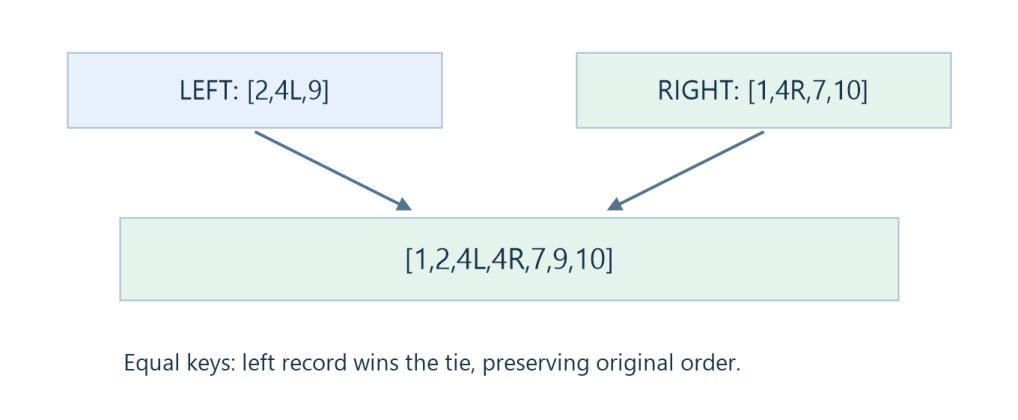 LEFT: [2,4L,9]
RIGHT: [1,4R,7,10]
[1,2,4L,4R,7,9,10]
Equal keys: left record wins the tie, preserving original order.